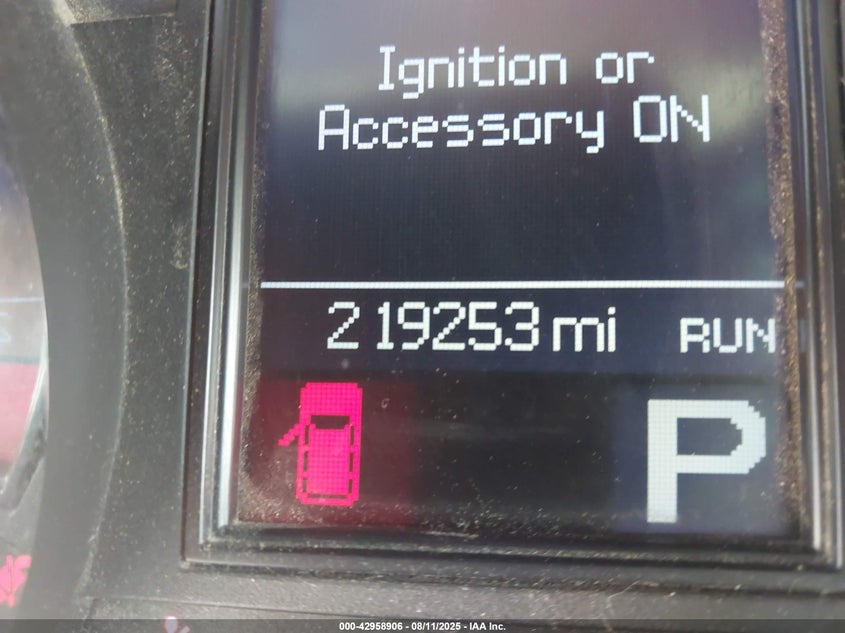 Ignition or
Accessory ON
219253 mi RUN
P
000-42958906 - 08/11/2025 - IAA Inc.